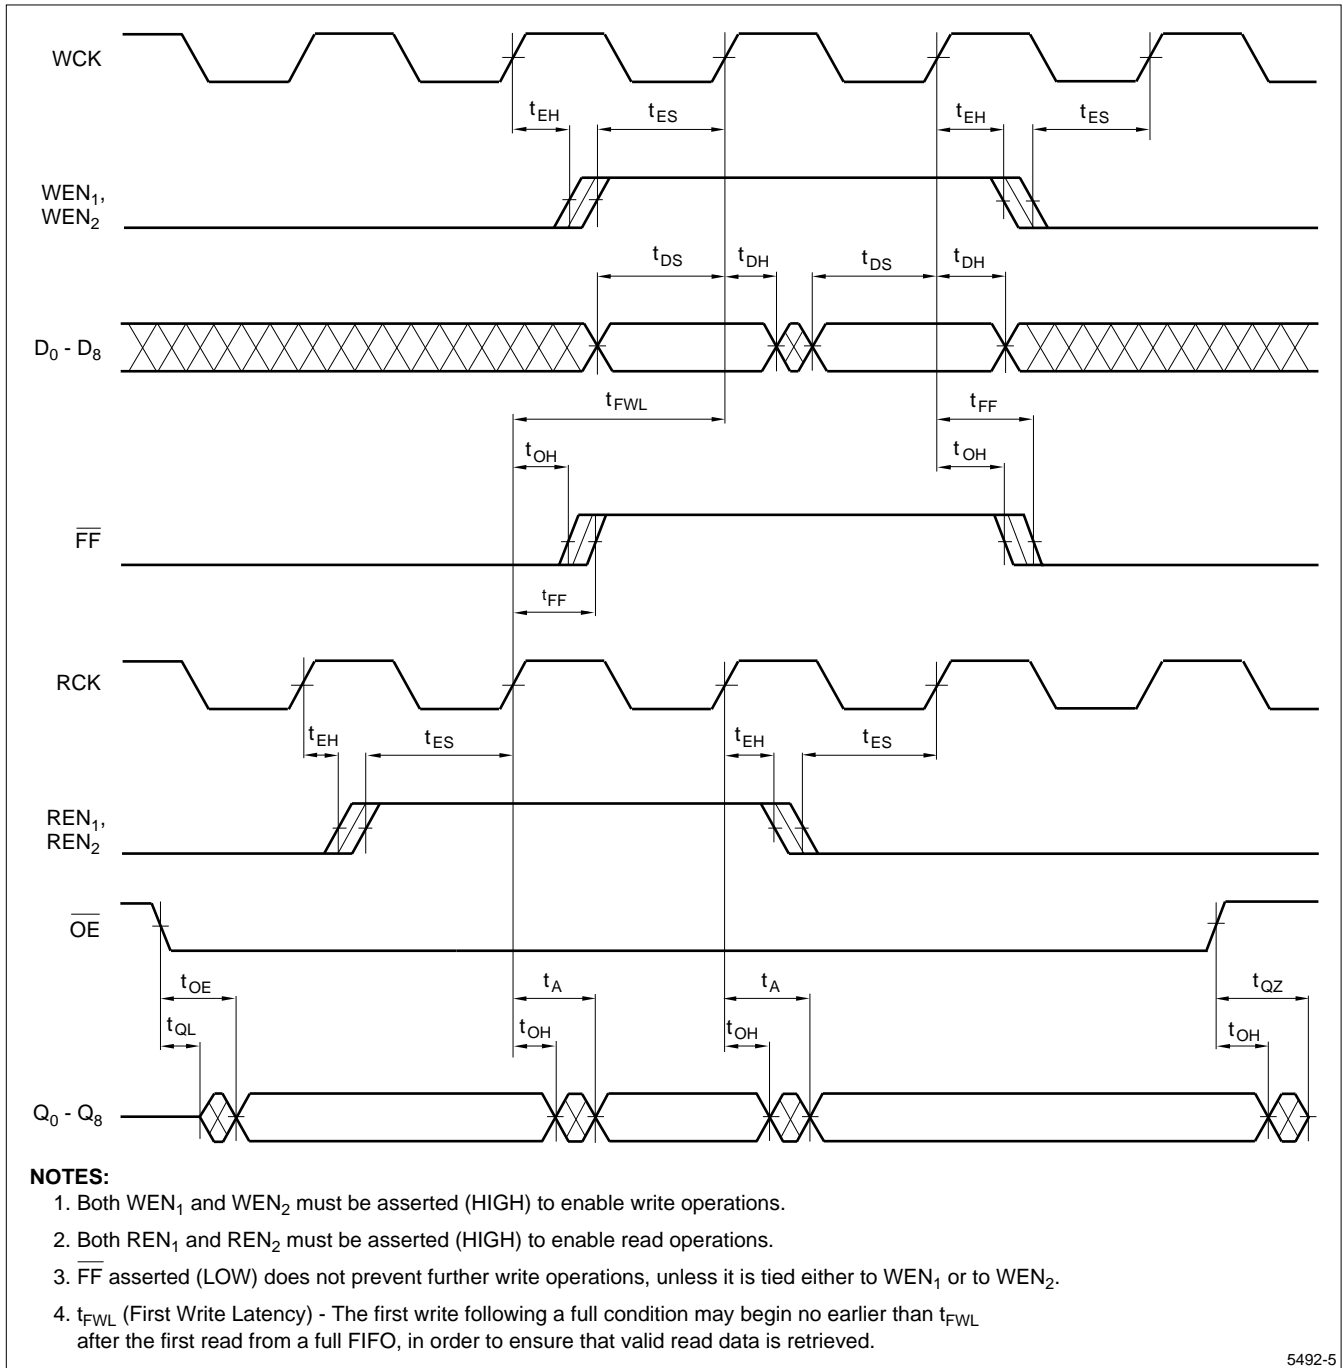 WCK
tEH tES tEH tES
WEN1,
WEN2
tDS tDH tDS tDH
D0 - D8
tFWL tFF
tOH tOH
FF
tFF
RCK
tEH tES tEH tES
REN1,
REN2
OE
tOE tA tA tQZ
tQL tOH tOH tOH
Q0 - Q8
NOTES:
1. Both WEN1 and WEN2 must be asserted (HIGH) to enable write operations.
2. Both REN1 and REN2 must be asserted (HIGH) to enable read operations.
3. FF asserted (LOW) does not prevent further write operations, unless it is tied either to WEN1 or to WEN2.
4. tFWL (First Write Latency) - The first write following a full condition may begin no earlier than tFWL
after the first read from a full FIFO, in order to ensure that valid read data is retrieved.
5492-5